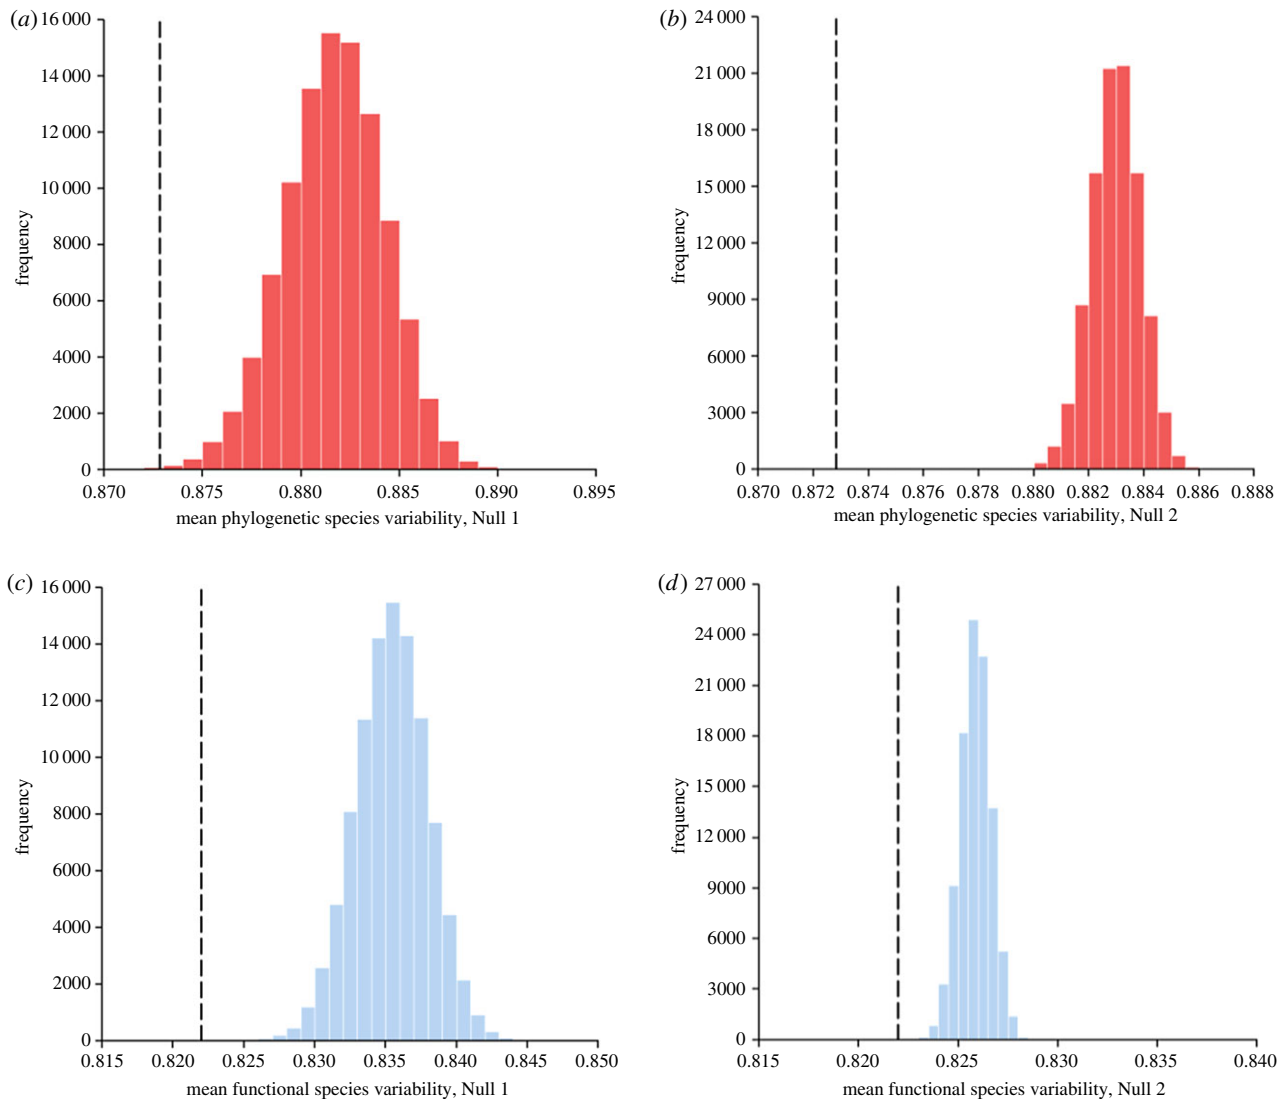 (a)
16 000
14 000
12 000
10 000
8000
6000
4000
2000
0
frequency
0.870 0.875 0.880 0.885 0.890 0.895
mean phylogenetic species variability, Null 1
(b)
24 000
21 000
18 000
15 000
12 000
9000
6000
3000
0
frequency
0.870 0.872 0.874 0.876 0.878 0.880 0.882 0.884 0.886 0.888
mean phylogenetic species variability, Null 2
(c)
16 000
14 000
12 000
10 000
8000
6000
4000
2000
0
frequency
0.815 0.820 0.825 0.830 0.835 0.840 0.845 0.850
mean functional species variability, Null 1
(d)
27 000
24 000
21 000
18 000
15 000
12 000
9000
6000
3000
0
frequency
0.815 0.820 0.825 0.830 0.835 0.840
mean functional species variability, Null 2